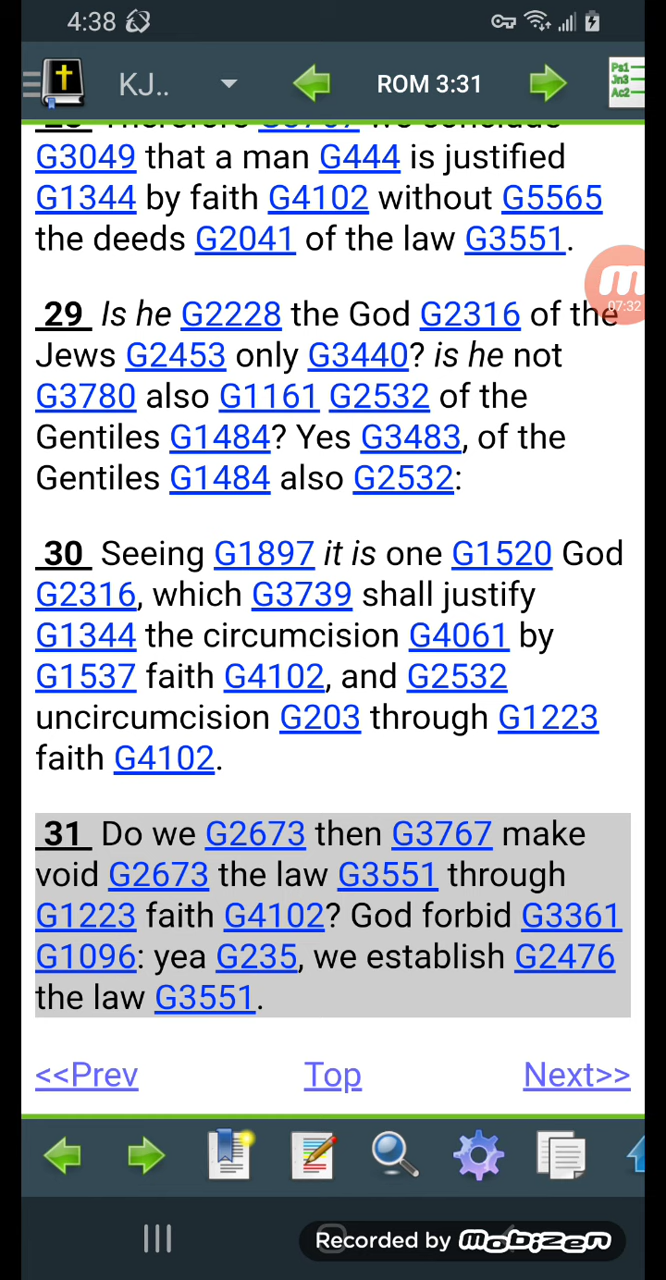 4:38
KJ..
ROM 3:31
Ps1
Jn3
Ac2
G3049 that a man G444 is justified
G1344 by faith G4102 without G5565
the deeds G2041 of the law G3551.
07:32
29 Is he G2228 the God G2316 of the
Jews G2453 only G3440? is he not
G3780 also G1161 G2532 of the
Gentiles G1484? Yes G3483, of the
Gentiles G1484 also G2532:
30 Seeing G1897 it is one G1520 God
G2316, which G3739 shall justify
G1344 the circumcision G4061 by
G1537 faith G4102, and G2532
uncircumcision G203 through G1223
faith G4102.
31 Do we G2673 then G3767 make
void G2673 the law G3551 through
G1223 faith G4102? God forbid G3361
G1096: yea G235, we establish G2476
the law G3551.
<<Prev Top Next>>
Recorded by mobizen